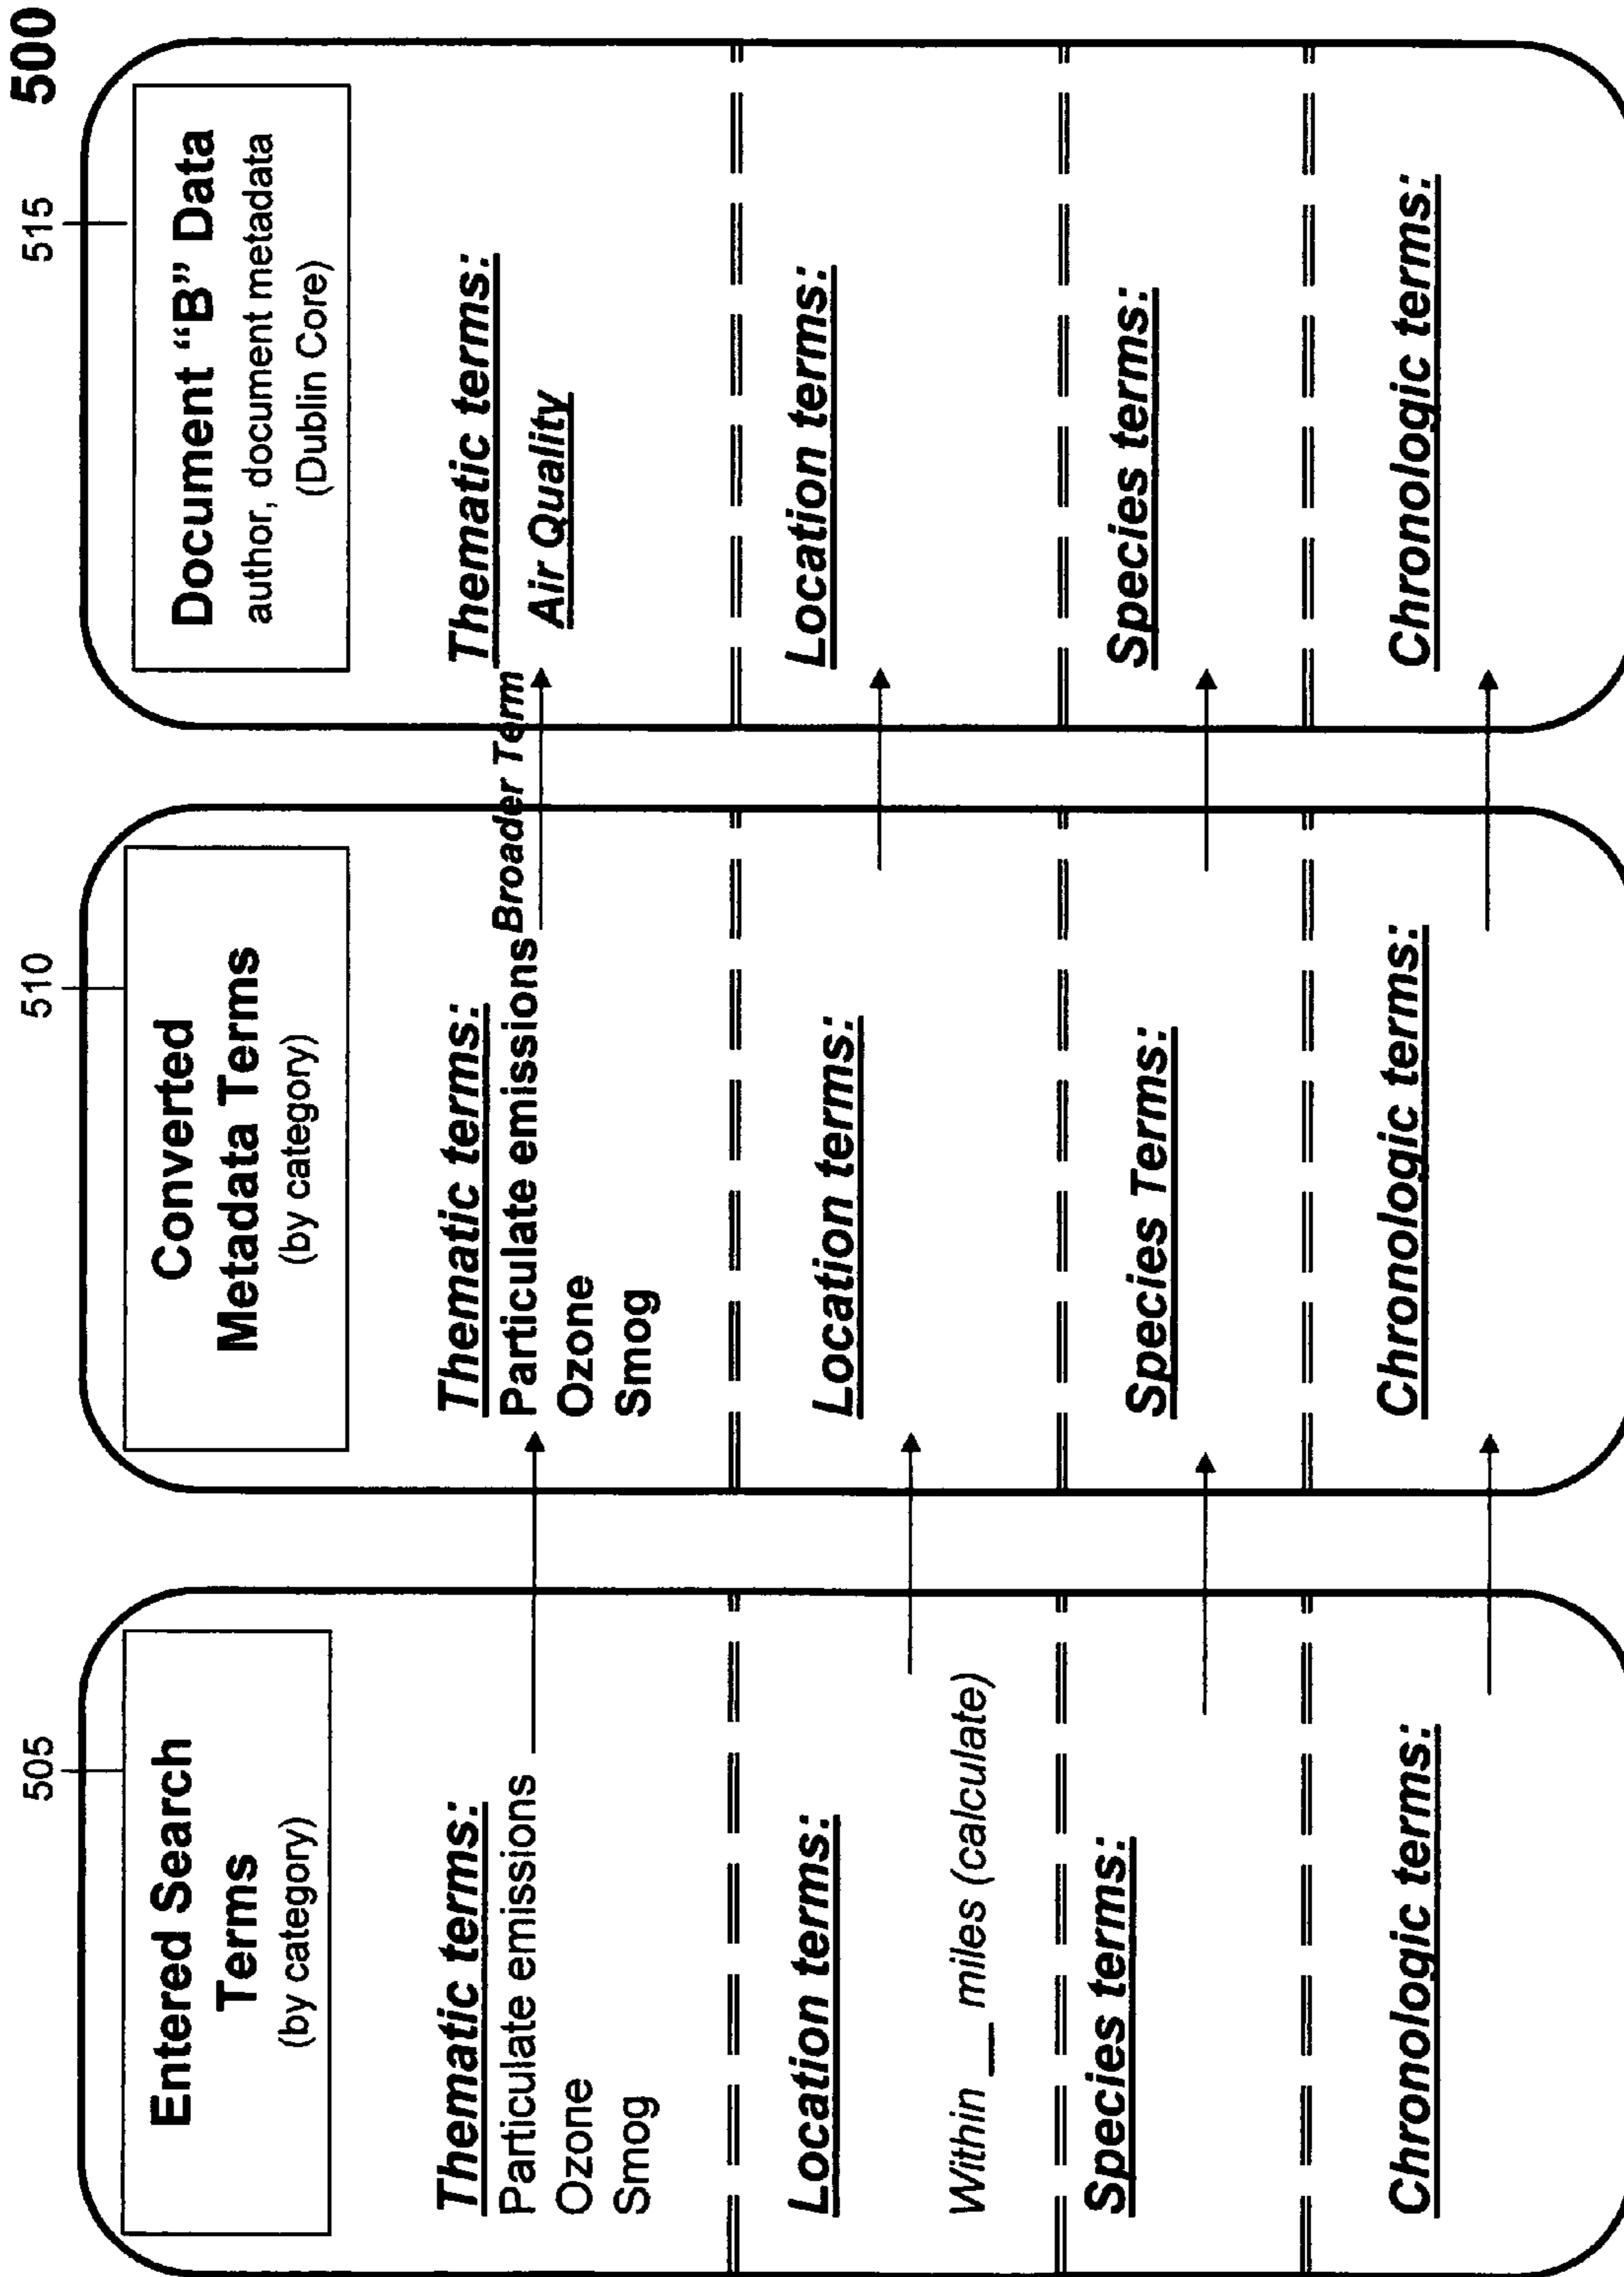 500
505
Entered Search
Terms
(by category)
Thematic terms:
Particulate emissions
Ozone
Smog
Location terms:
Within __ miles (calculate)
Species terms:
Chronologic terms:
510
Converted
Metadata Terms
(by category)
Thematic terms:
Particulate emissions
Ozone
Smog
Location terms:
Species Terms:
Chronologic terms:
Broader Term
515
Document “B” Data
author, document metadata
(Dublin Core)
Thematic terms:
Air Quality
Location terms:
Species terms:
Chronologic terms: